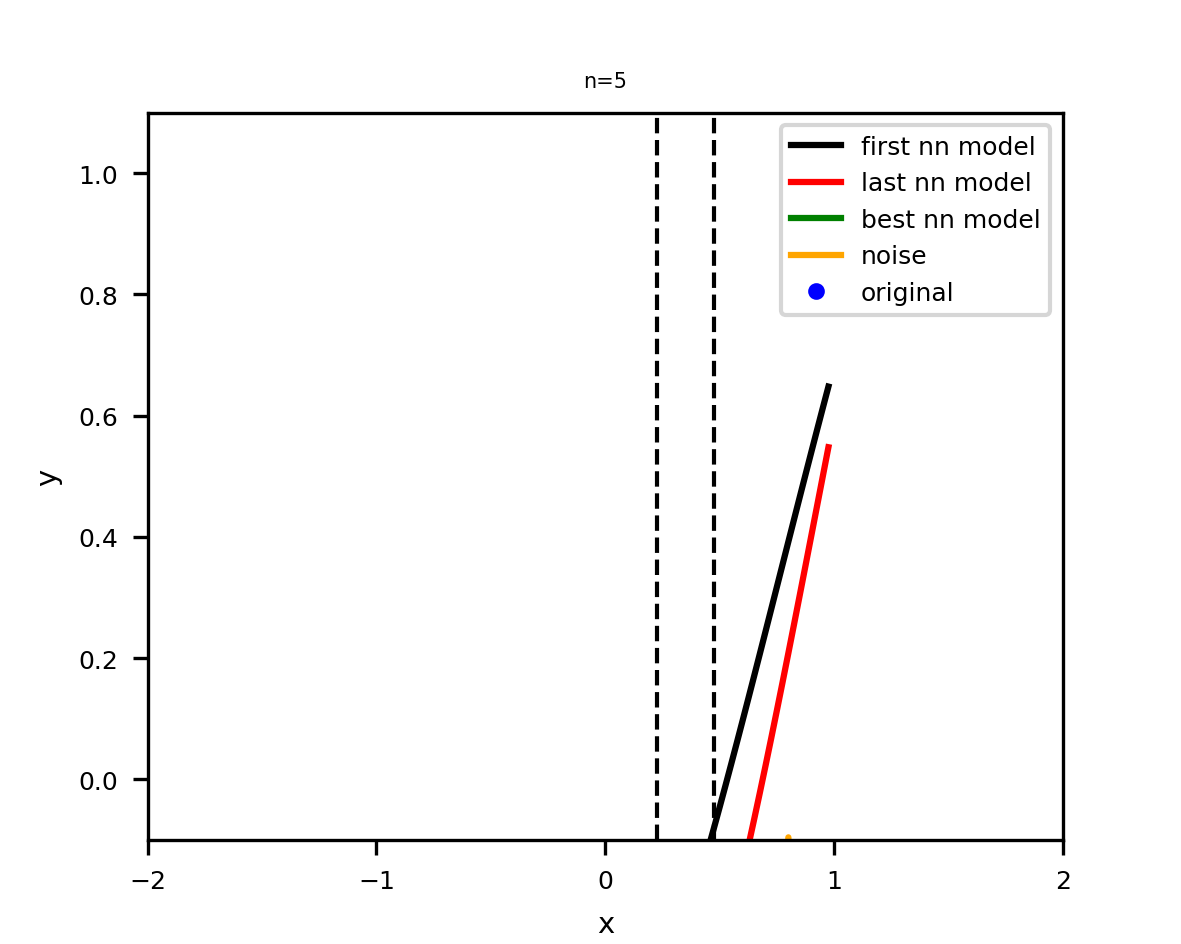 n=5
first nn model
last nn model
best nn model
noise
original
1.0
0.8
0.6
0.4
0.2
0.0
y
−2
−1
0
1
2
x